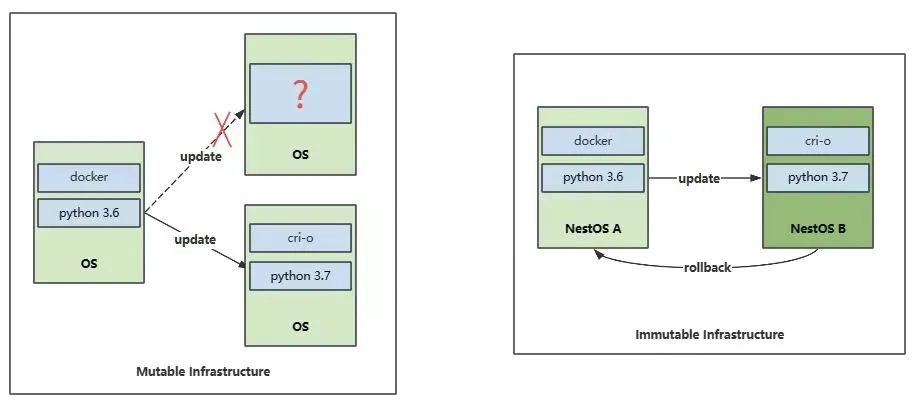 ?
OS
update
docker
python 3.6
OS
update
cri-o
python 3.7
OS
Mutable Infrastructure
docker
python 3.6
NestOS A
update
cri-o
python 3.7
NestOS B
rollback
Immutable Infrastructure